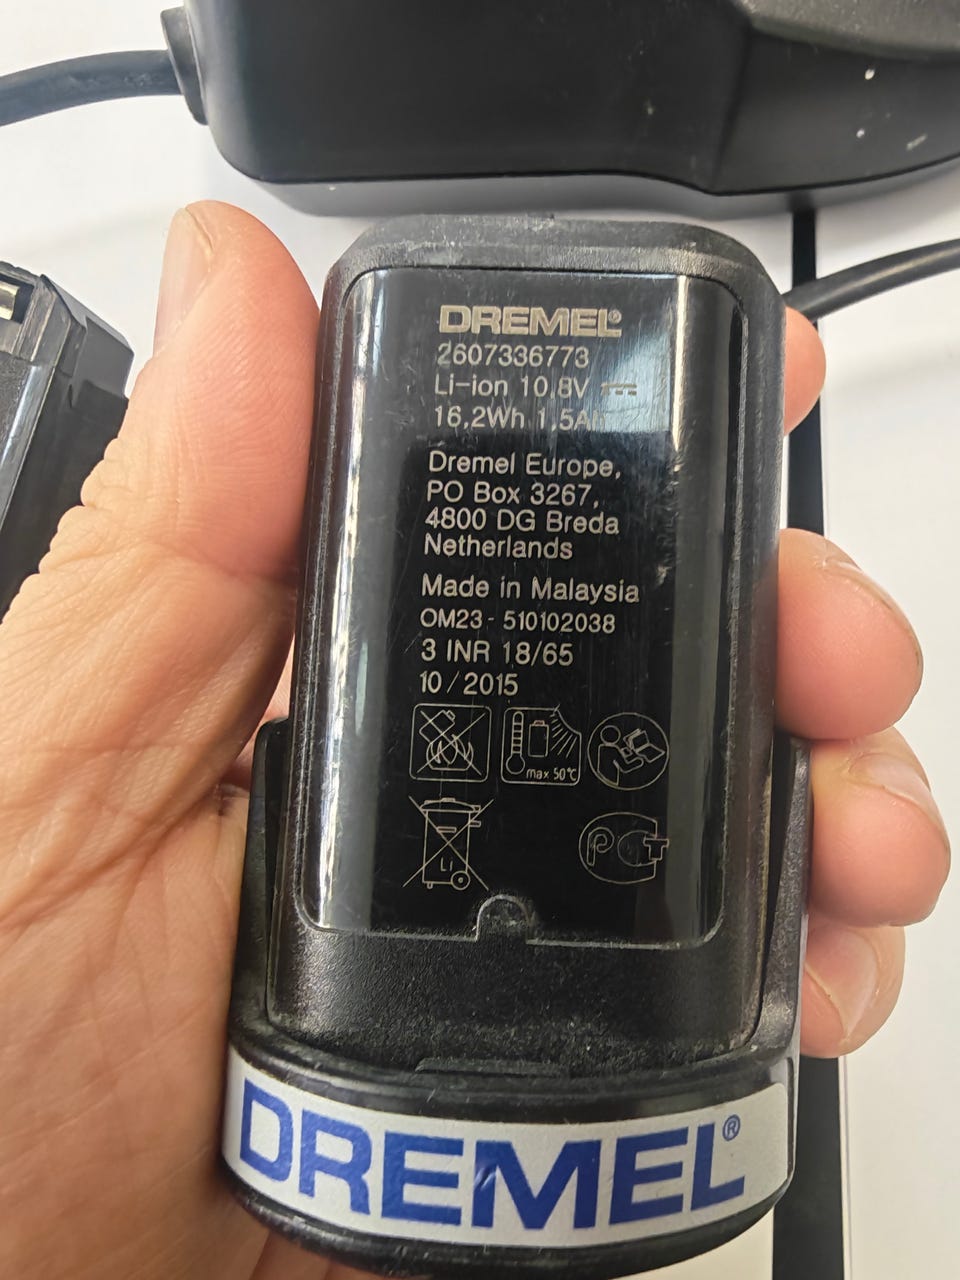 DREMEL®
2607336773
Li-ion 10,8V
16,2Wh 1,5Ah
Dremel Europe,
PO Box 3267,
4800 DG Breda
Netherlands
Made in Malaysia
OM23 - 510102038
3 INR 18/65
10 / 2015
max 50°C
Li
PCT
DREMEL®